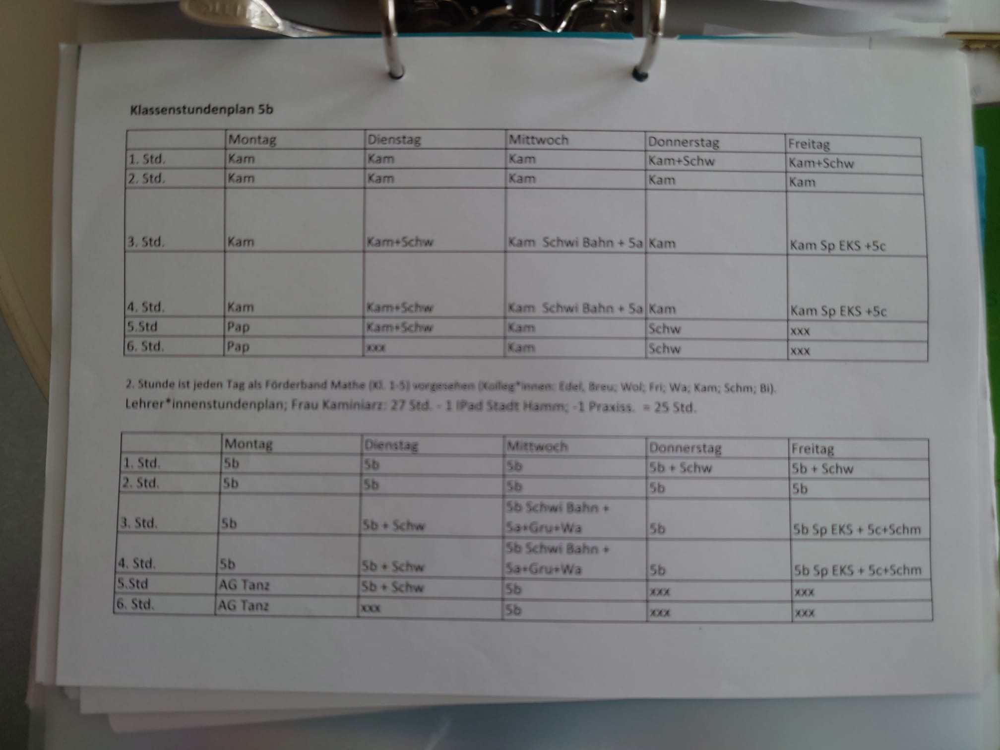 Klassenstundenplan 5b
Montag Dienstag Mittwoch Donnerstag Freitag
1. Std. Kam Kam Kam Kam+Schw Kam+Schw
2. Std. Kam Kam Kam Kam Kam
3. Std. Kam Kam+Schw Kam Schwi Bahn + 5a Kam Kam Sp EKS +5c
4. Std. Kam Kam+Schw Kam Schwi Bahn + 5a Kam Kam Sp EKS +5c
5.Std Pap Kam+Schw Kam Schw xxx
6. Std. Pap xxx Kam Schw xxx
2. Stunde ist jeden Tag als Förderband Mathe (Kl. 1-5) vorgesehen (Kolleg*innen: Edel, Breu; Wol; Fri; Wa; Kam; Schm; Bi).
Lehrer*innenstundenplan; Frau Kaminiarz: 27 Std. - 1 IPad Stadt Hamm; -1 Praxiss. = 25 Std.
Montag Dienstag Mittwoch Donnerstag Freitag
1. Std. 5b 5b 5b 5b + Schw 5b + Schw
2. Std. 5b 5b 5b 5b 5b
5b Schwi Bahn +
3. Std. 5b 5b + Schw 5a+Gru+Wa 5b 5b Sp EKS + 5c+Schm
5b Schwi Bahn +
4. Std. 5b 5b + Schw 5a+Gru+Wa 5b 5b Sp EKS + 5c+Schm
5.Std AG Tanz 5b + Schw 5b xxx xxx
6. Std. AG Tanz xxx 5b xxx xxx